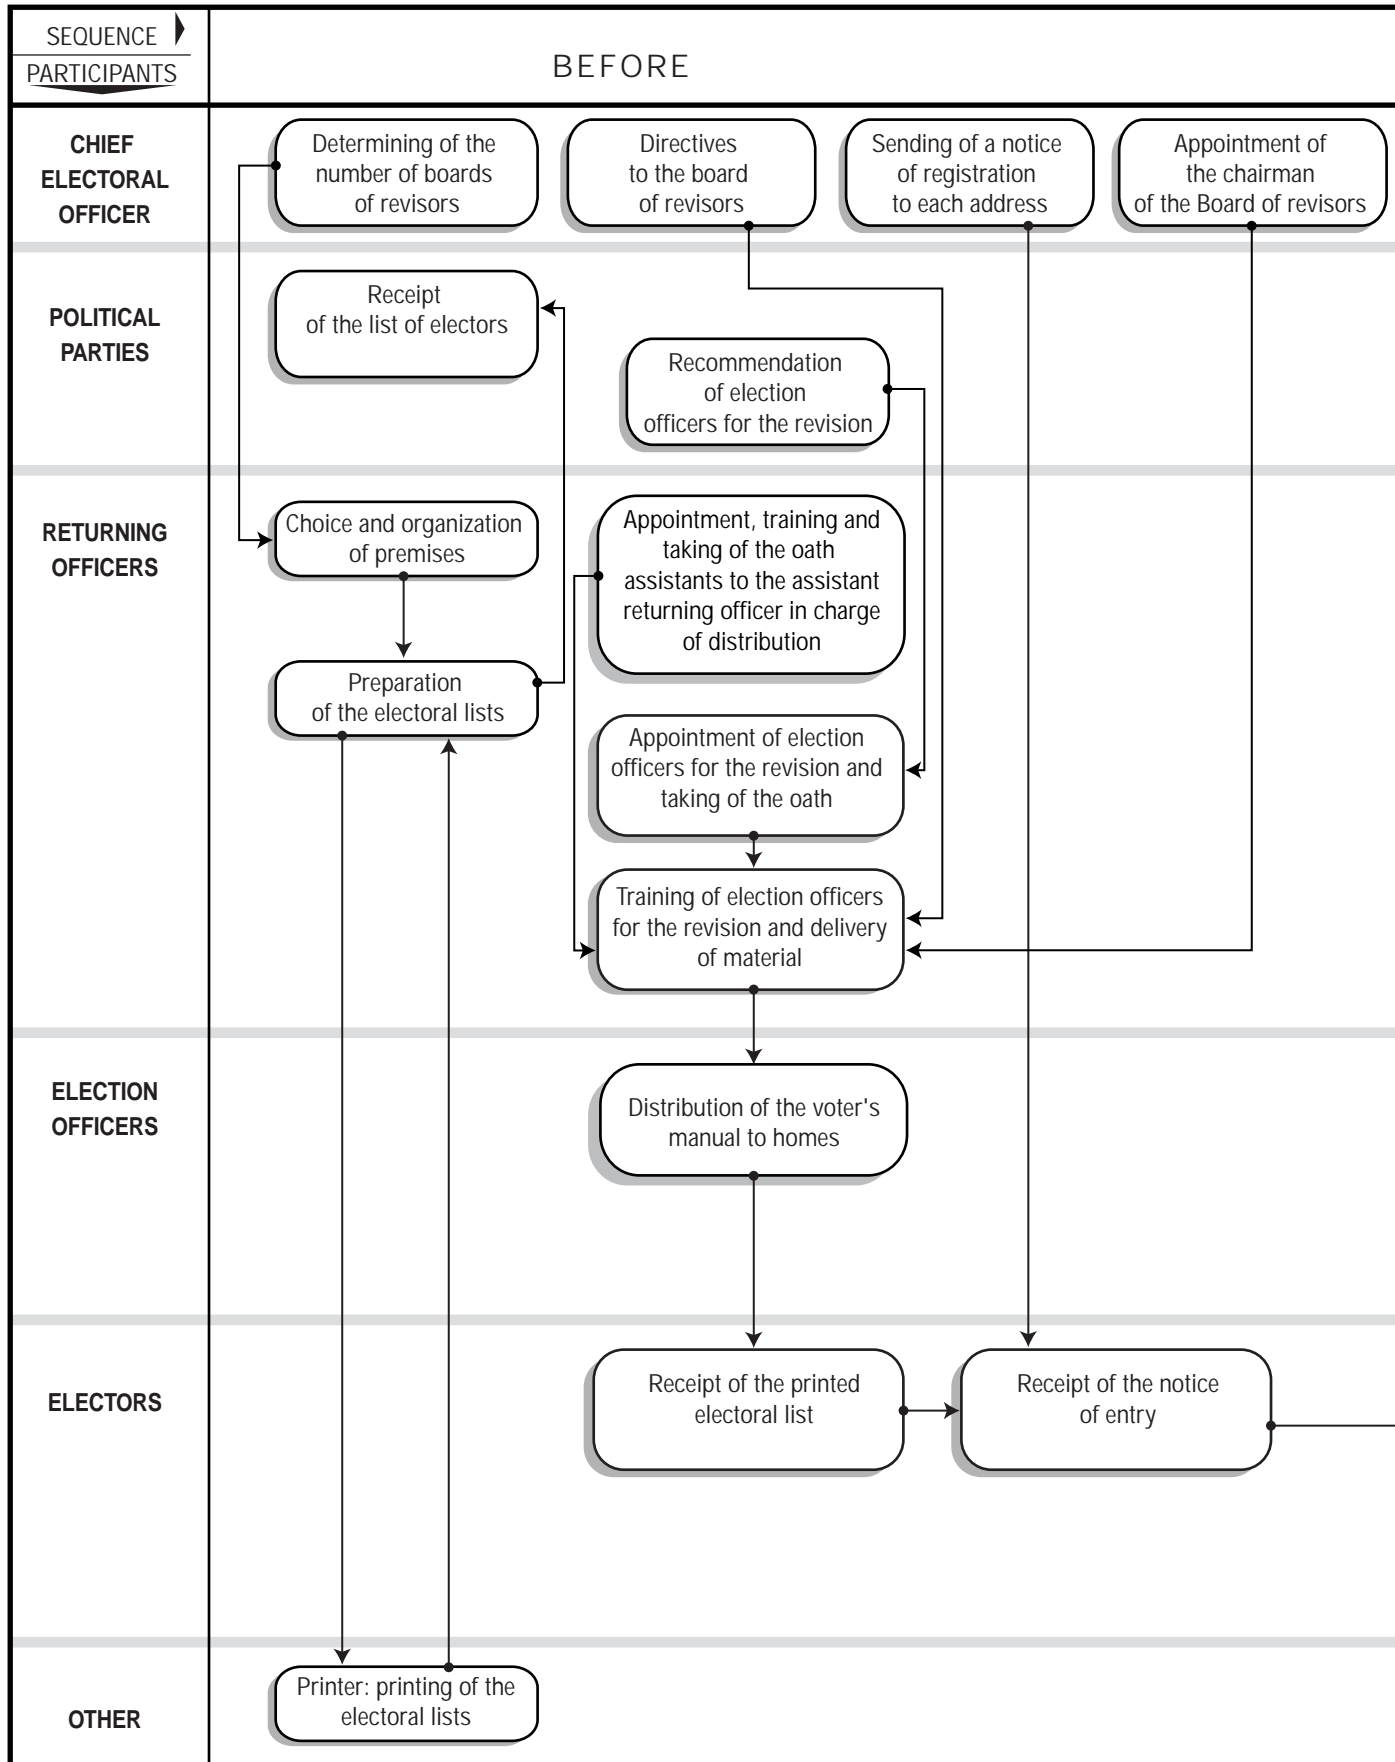 SEQUENCE
PARTICIPANTS
BEFORE
CHIEF
ELECTORAL
OFFICER
Determining of the
number of boards
of revisors
Directives
to the board
of revisors
Sending of a notice
of registration
to each address
Appointment of
the chairman
of the Board of revisors
POLITICAL
PARTIES
Receipt
of the list of electors
Recommendation
of election
officers for the revision
RETURNING
OFFICERS
Choice and organization
of premises
Appointment, training and
taking of the oath
assistants to the assistant
returning officer in charge
of distribution
Preparation
of the electoral lists
Appointment of election
officers for the revision and
taking of the oath
Training of election officers
for the revision and delivery
of material
ELECTION
OFFICERS
Distribution of the voter's
manual to homes
ELECTORS
Receipt of the printed
electoral list
Receipt of the notice
of entry
OTHER
Printer: printing of the
electoral lists